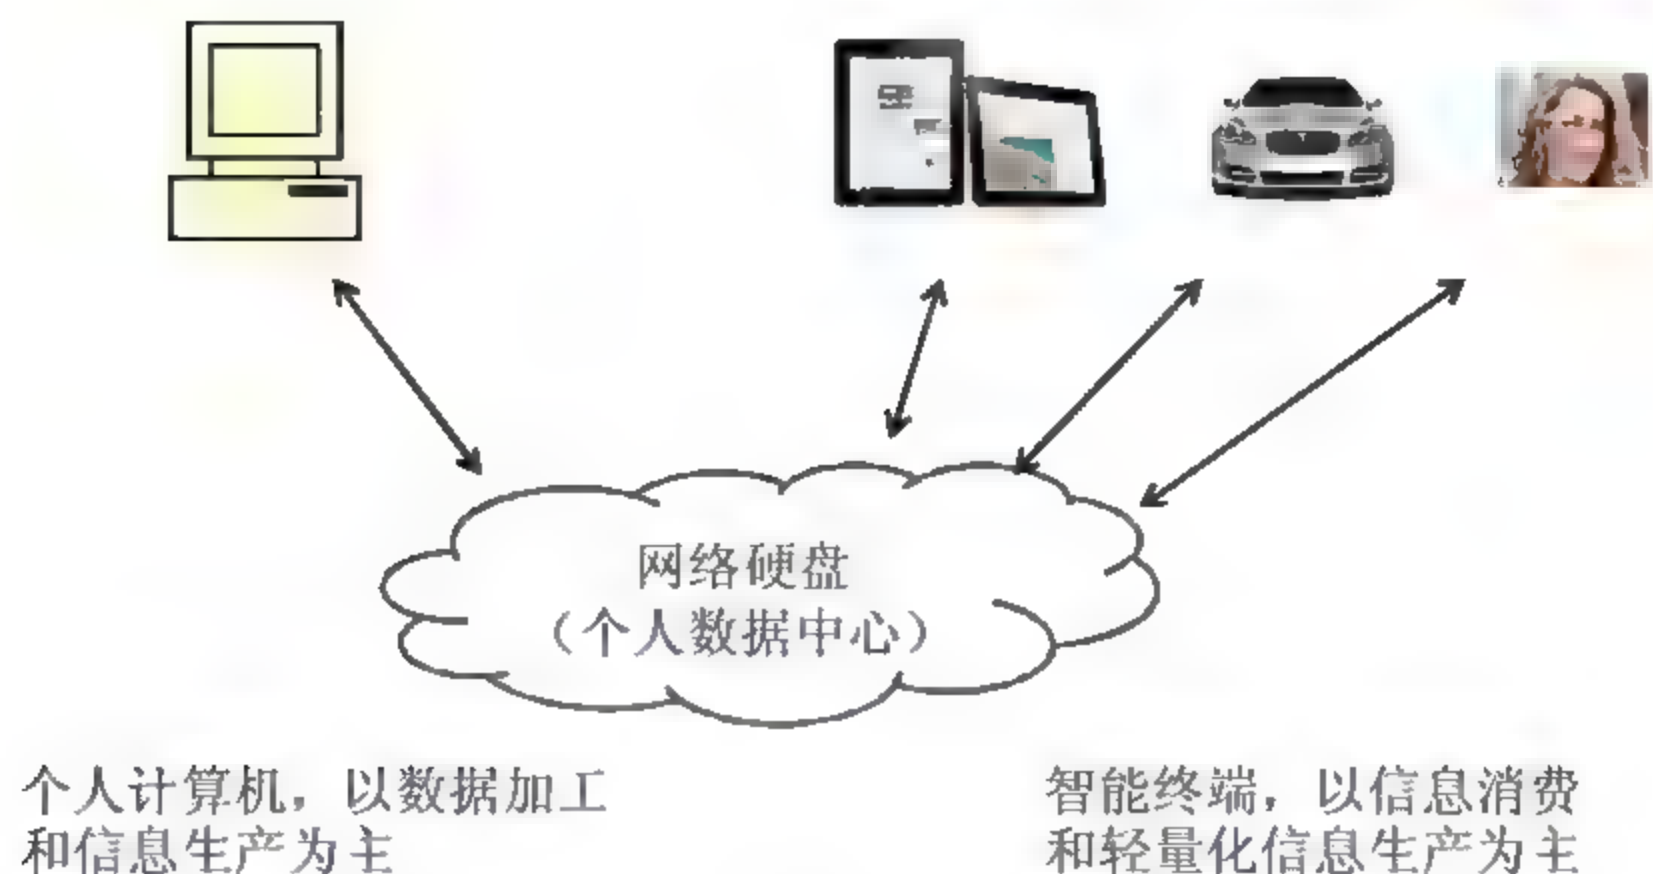 网络硬盘
（个人数据中心）
个人计算机，以数据加工
和信息生产为主
智能终端，以信息消费
和轻量化信息生产为主